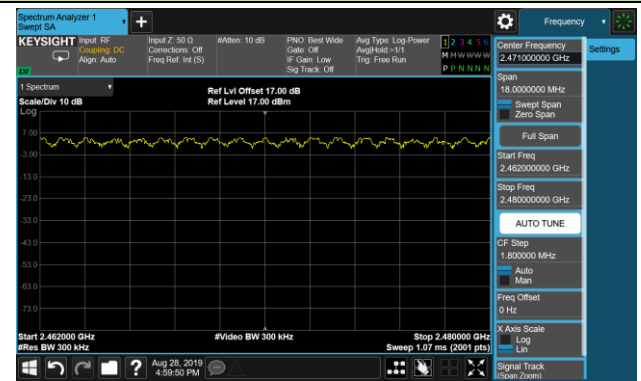 Spectrum Analyzer 1
Swept SA
+
Frequency
KEYSIGHT
Input: RF
Coupling: DC
Align: Auto
Input Z: 50 Ω
Corrections: Off
Freq Ref: Int (S)
#Atten: 10 dB
PNO: Best Wide
Gate: Off
IF Gain: Low
Sig Track: Off
Avg Type: Log-Power
Avg|Hold:>1/1
Trig: Free Run
1 2 3 4 5 6
M M W W W W
P P N N N N
1 Spectrum
Scale/Div 10 dB
Ref Lvl Offset 17.00 dB
Ref Level 17.00 dBm
Log
7.00
-3.00
-13.0
-23.0
-33.0
-43.0
-53.0
-63.0
-73.0
Start 2.462000 GHz
#Res BW 300 kHz
#Video BW 300 kHz
Stop 2.480000 GHz
Sweep 1.07 ms (2001 pts)
?
Aug 28, 2019
4:59:50 PM
Center Frequency
2.471000000 GHz
Settings
Span
18.0000000 MHz
Swept Span
Zero Span
Full Span
Start Freq
2.462000000 GHz
Stop Freq
2.480000000 GHz
AUTO TUNE
CF Step
1.800000 MHz
Auto
Man
Freq Offset
0 Hz
X Axis Scale
Log
Lin
Signal Track
(Span Zoom)